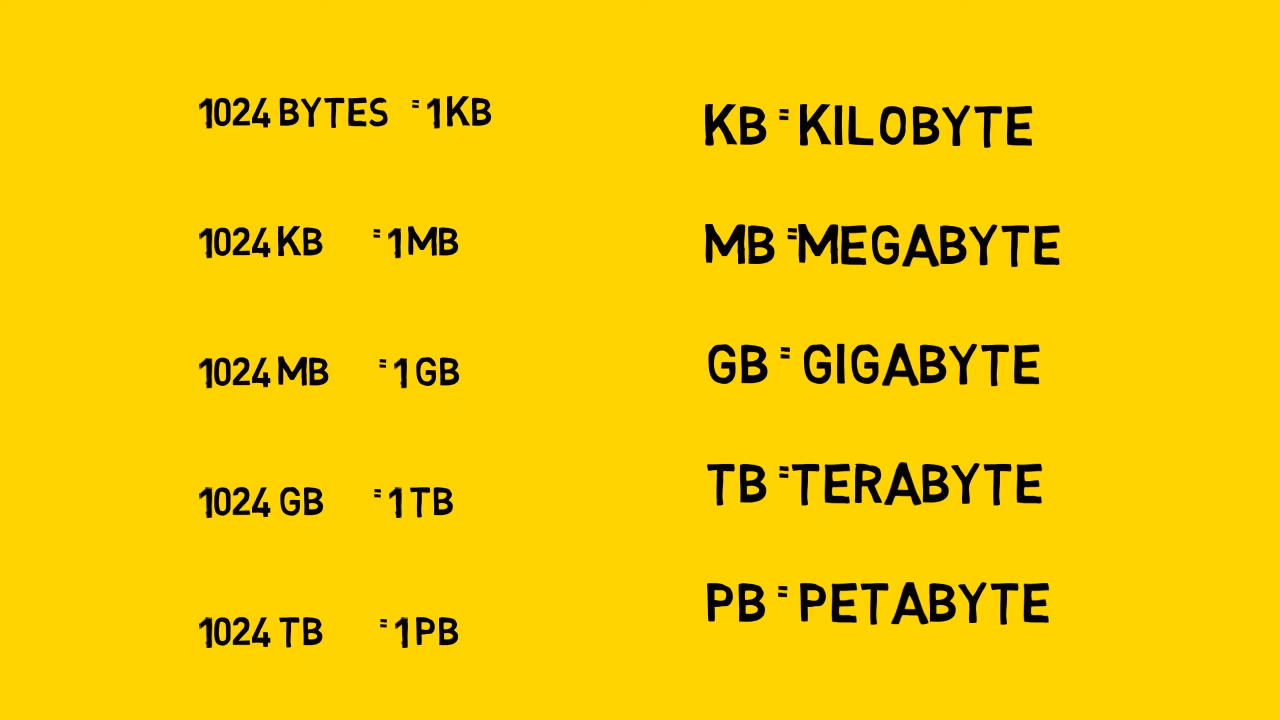 1024 BYTES = 1KB
1024 KB = 1MB
1024 MB = 1GB
1024 GB = 1TB
1024 TB = 1PB
KB = KILOBYTE
MB = MEGABYTE
GB = GIGABYTE
TB = TERABYTE
PB = PETABYTE